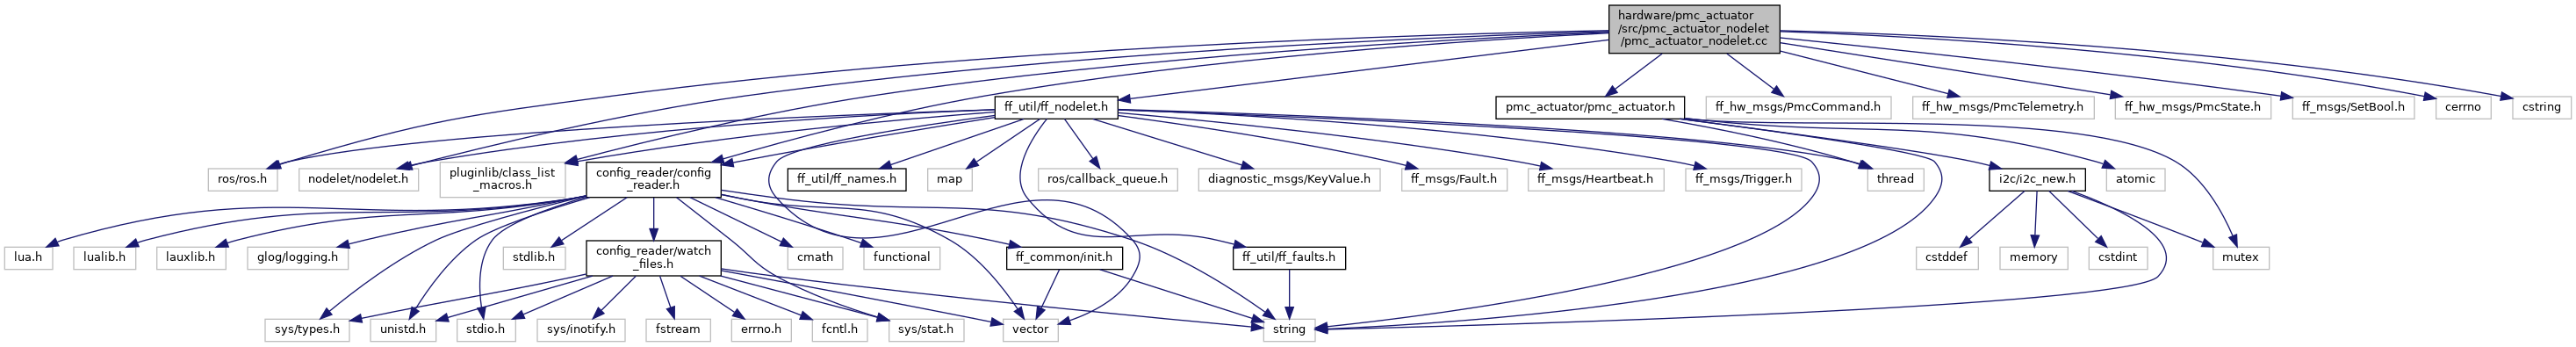 hardware/pmc_actuator
/src/pmc_actuator_nodelet
/pmc_actuator_nodelet.cc
ff_util/ff_nodelet.h
pmc_actuator/pmc_actuator.h
ff_hw_msgs/PmcCommand.h
ff_hw_msgs/PmcTelemetry.h
ff_hw_msgs/PmcState.h
ff_msgs/SetBool.h
cerrno
cstring
ros/ros.h
nodelet/nodelet.h
pluginlib/class_list
_macros.h
config_reader/config
_reader.h
ff_util/ff_names.h
map
ros/callback_queue.h
diagnostic_msgs/KeyValue.h
ff_msgs/Fault.h
ff_msgs/Heartbeat.h
ff_msgs/Trigger.h
thread
i2c/i2c_new.h
atomic
lua.h
lualib.h
lauxlib.h
glog/logging.h
stdlib.h
config_reader/watch
_files.h
cmath
functional
ff_common/init.h
ff_util/ff_faults.h
cstddef
memory
cstdint
mutex
sys/types.h
unistd.h
stdio.h
sys/inotify.h
fstream
errno.h
fcntl.h
sys/stat.h
vector
string